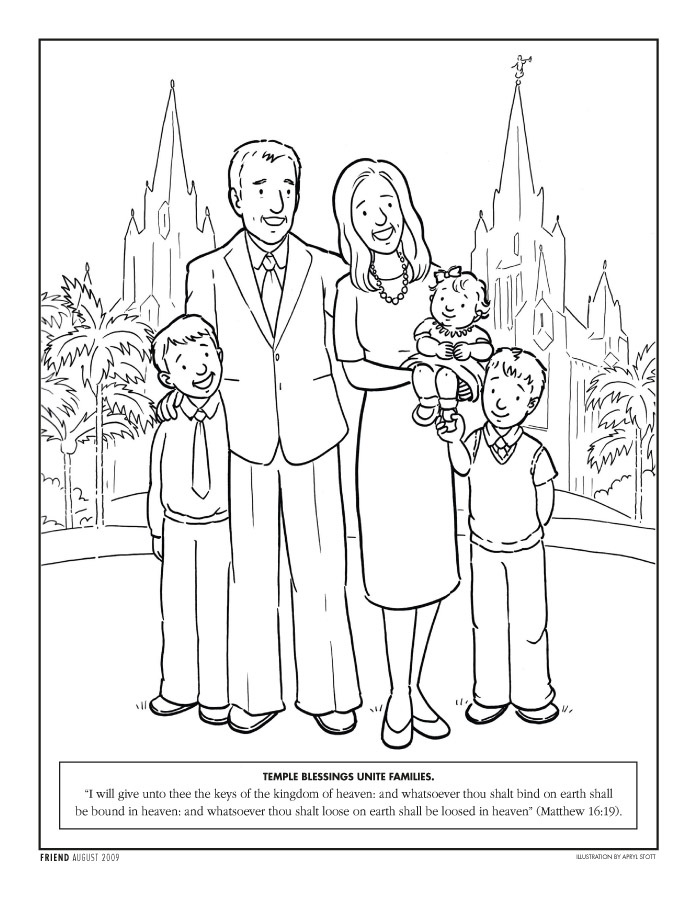 TEMPLE BLESSINGS UNITE FAMILIES.
“I will give unto thee the keys of the kingdom of heaven: and whatsoever thou shalt bind on earth shall
be bound in heaven: and whatsoever thou shalt loose on earth shall be loosed in heaven” (Matthew 16:19).
FRIEND AUGUST 2009
ILLUSTRATION BY APRYL STOTT